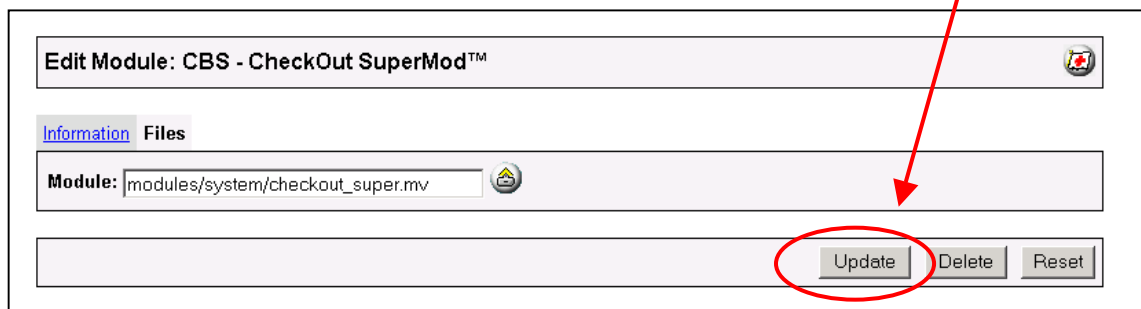 Edit Module: CBS - CheckOut SuperMod™
Information Files
Module: modules/system/checkout_super.mv
Update Delete Reset